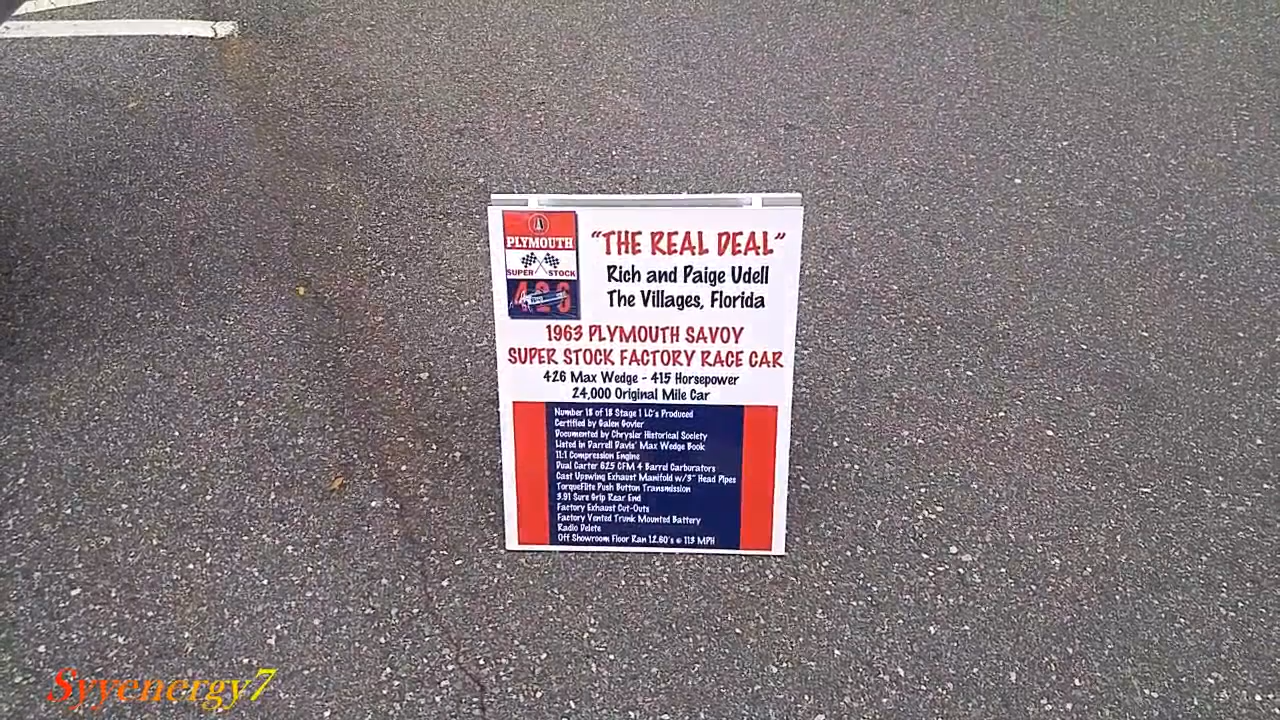 PLYMOUTH
SUPER STOCK
426
"THE REAL DEAL"
Rich and Paige Udell
The Villages, Florida
1963 PLYMOUTH SAVOY
SUPER STOCK FACTORY RACE CAR
426 Max Wedge - 415 Horsepower
24,000 Original Mile Car
Number 18 of 18 Stage 1 LC's Produced
Certified by Galen Govier
Documented by Chrysler Historical Society
Listed in Darrell Davis' Max Wedge Book
11:1 Compression Engine
Dual Carter 625 CFM 4 Barrel Carburators
Cast Upswing Exhaust Manifold w/3" Head Pipes
TorqueFlite Push Button Transmission
3.91 Sure Grip Rear End
Factory Exhaust Cut-Outs
Factory Vented Trunk Mounted Battery
Radio Delete
Off Showroom Floor Ran 12.60's @ 113 MPH
Syyenergy7